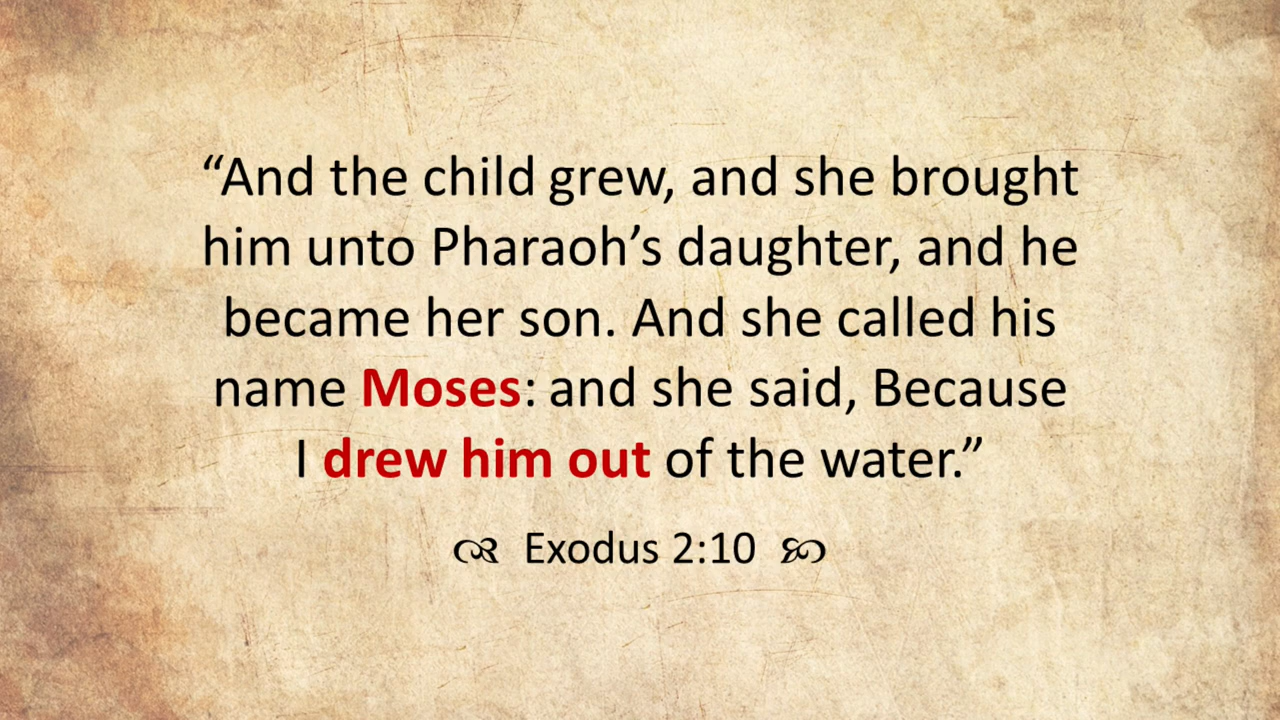 “And the child grew, and she brought
him unto Pharaoh’s daughter, and he
became her son. And she called his
name Moses: and she said, Because
I drew him out of the water.”
Exodus 2:10